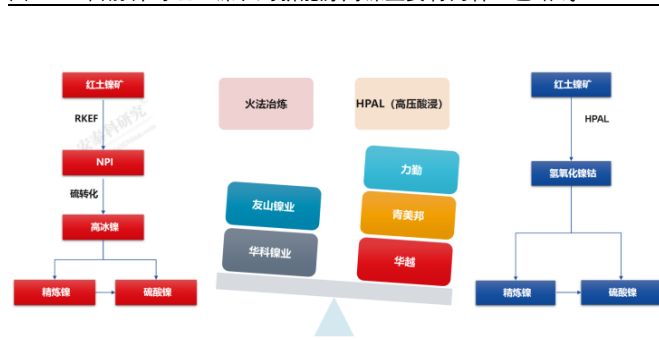 红土镍矿
RKEF
NPI
硫转化
高冰镍
精炼镍
硫酸镍
火法冶炼
HPAL（高压酸浸）
友山镍业
华科镍业
力勤
青美邦
华越
红土镍矿
HPAL
氢氧化镍钴
精炼镍
硫酸镍